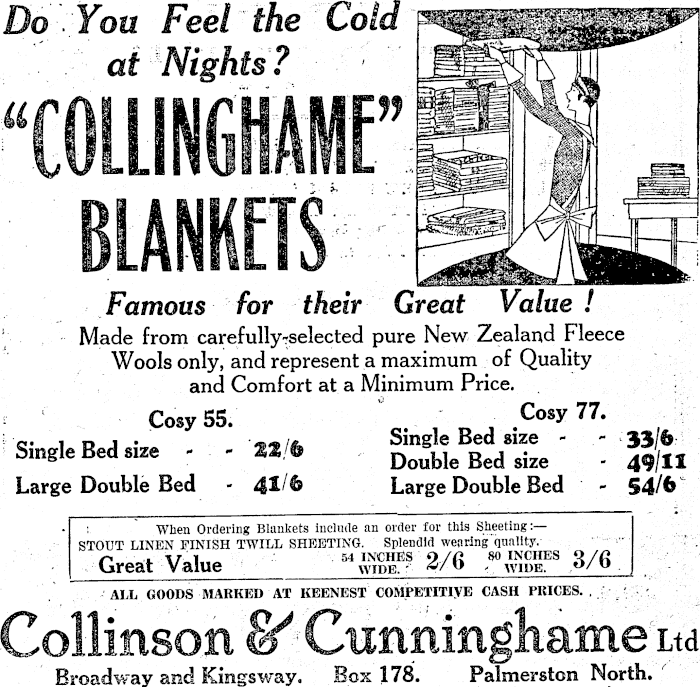 Do You Feel the Cold
at Nights?
"COLLINGHAME"
BLANKETS
Famous for their Great Value!
Made from carefully-selected pure New Zealand Fleece
Wools only, and represent a maximum of Quality
and Comfort at a Minimum Price.
Cosy 55.
Single Bed size - - 22/6
Large Double Bed - 41/6
Cosy 77.
Single Bed size - - 33/6
Double Bed size - 49/11
Large Double Bed - 54/6
When Ordering Blankets include an order for this Sheeting:—
STOUT LINEN FINISH TWILL SHEETING. Splendid wearing quality.
Great Value 54 INCHES WIDE. 2/6 80 INCHES WIDE. 3/6
ALL GOODS MARKED AT KEENEST COMPETITIVE CASH PRICES.
Collinson & Cunninghame Ltd
Broadway and Kingsway. Box 178. Palmerston North.